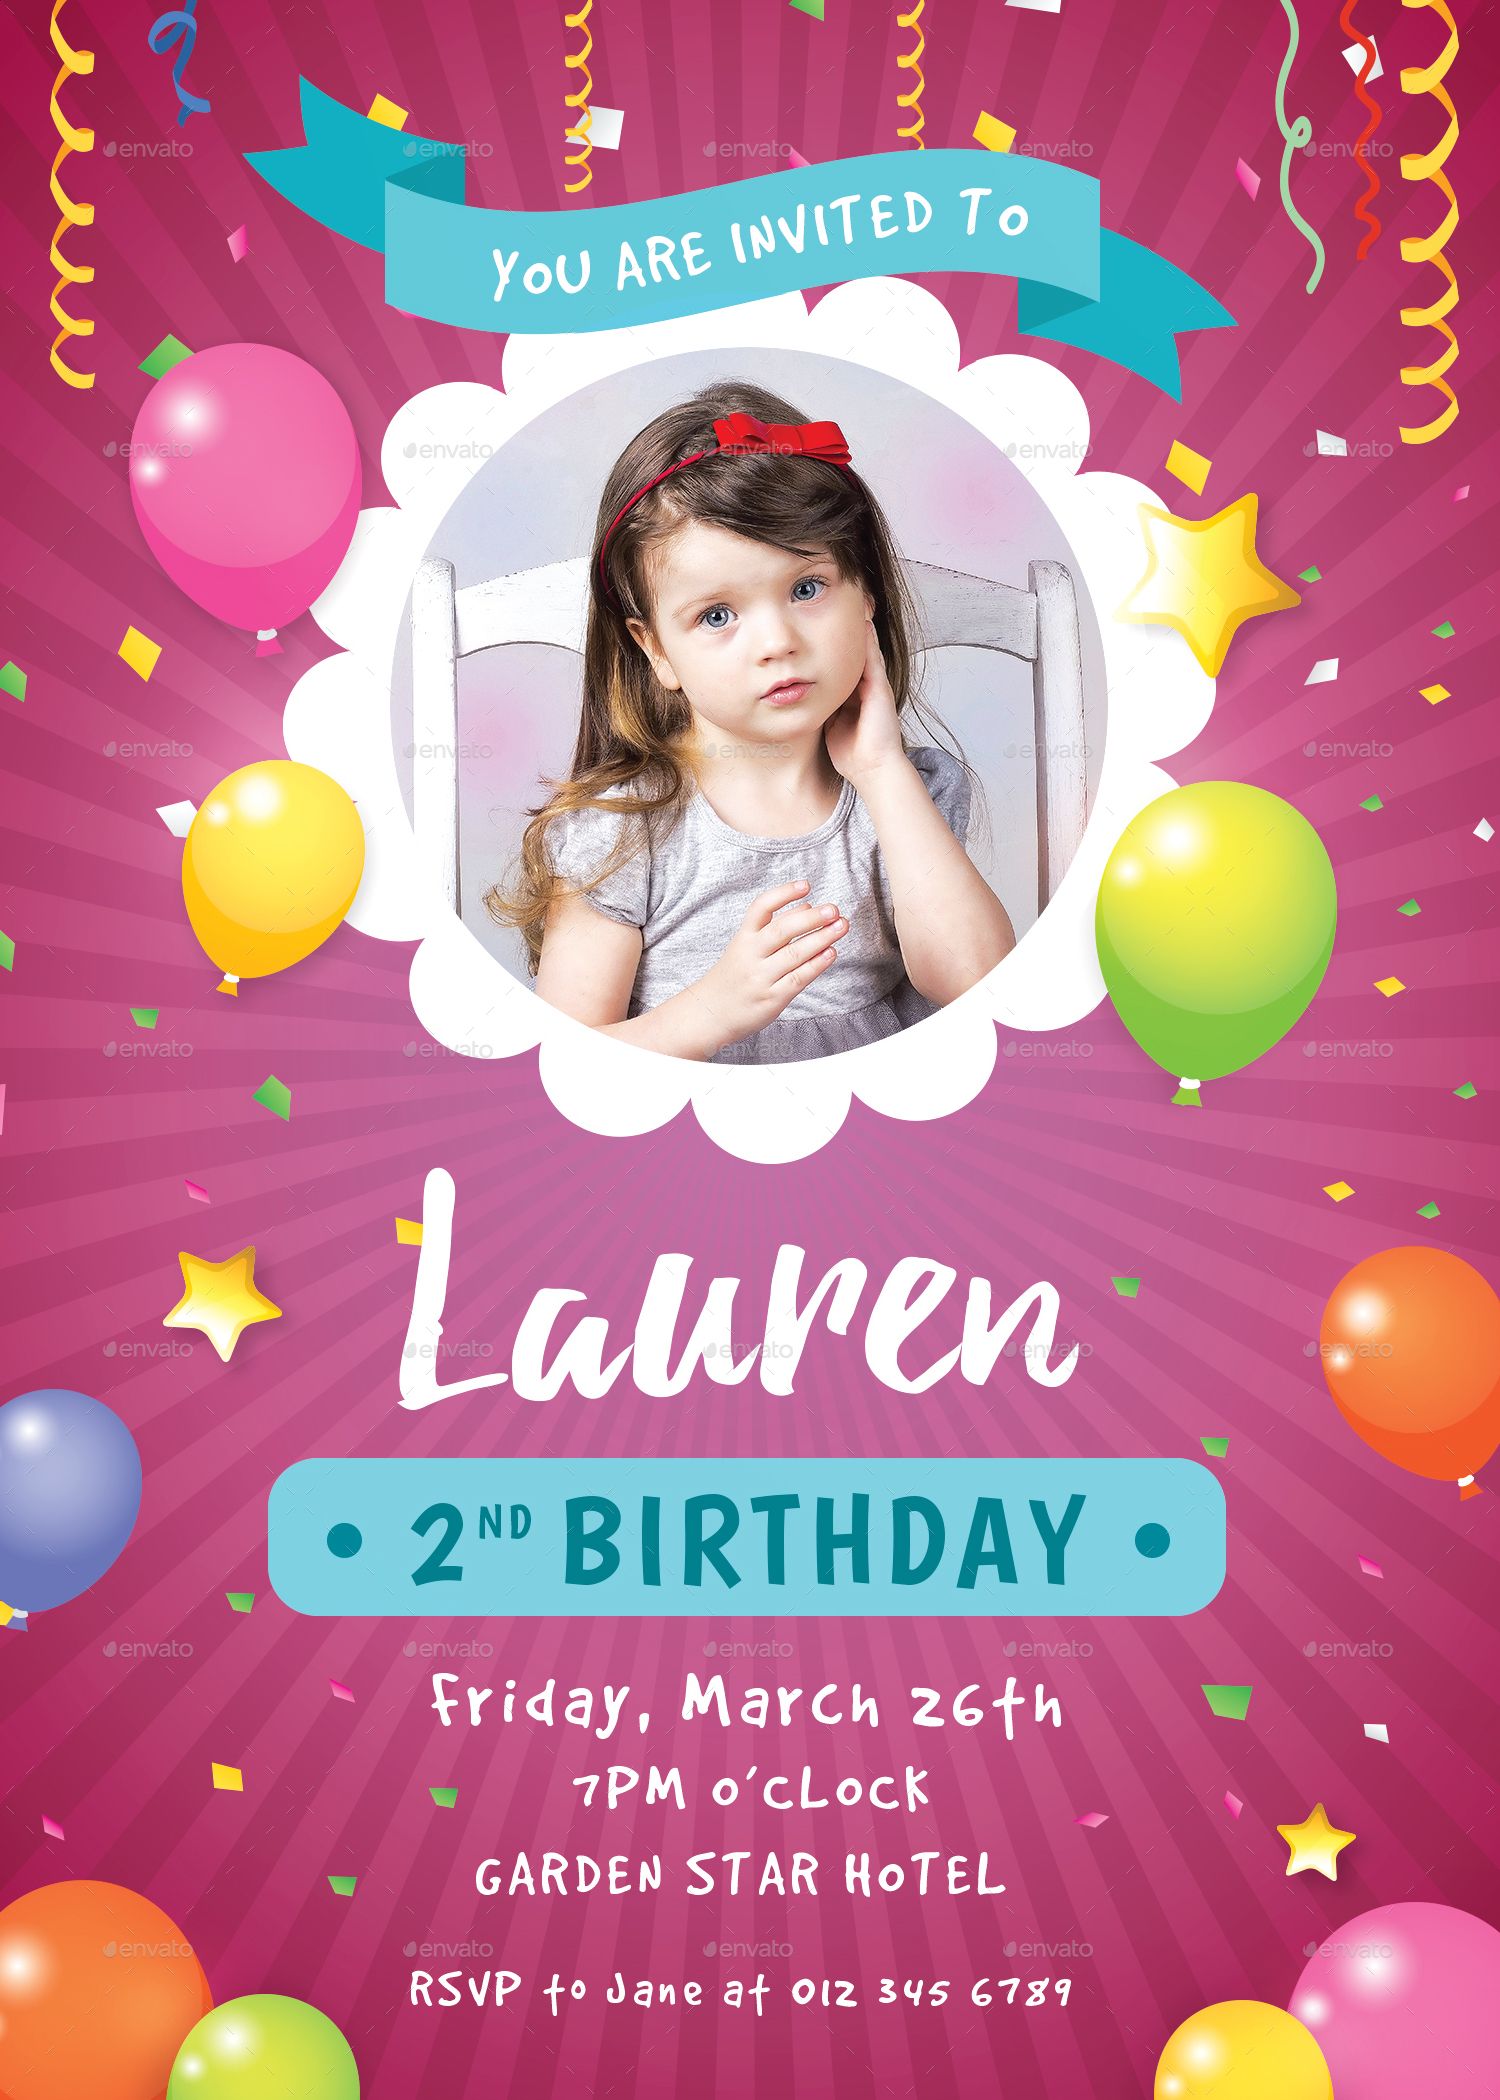 YOU ARE INVITED TO
Lauren
2ND BIRTHDAY
Friday, March 26th
7PM O'CLOCK
GARDEN STAR HOTEL
RSVP to Jane at 012 345 6789
envato